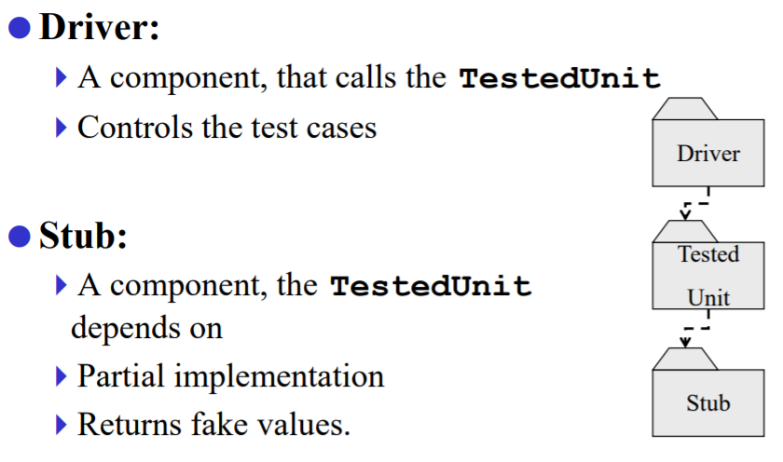 Driver:
A component, that calls the TestedUnit
Controls the test cases
Driver
Stub:
Tested
Unit
A component, the TestedUnit
depends on
Partial implementation
Stub
Returns fake values.